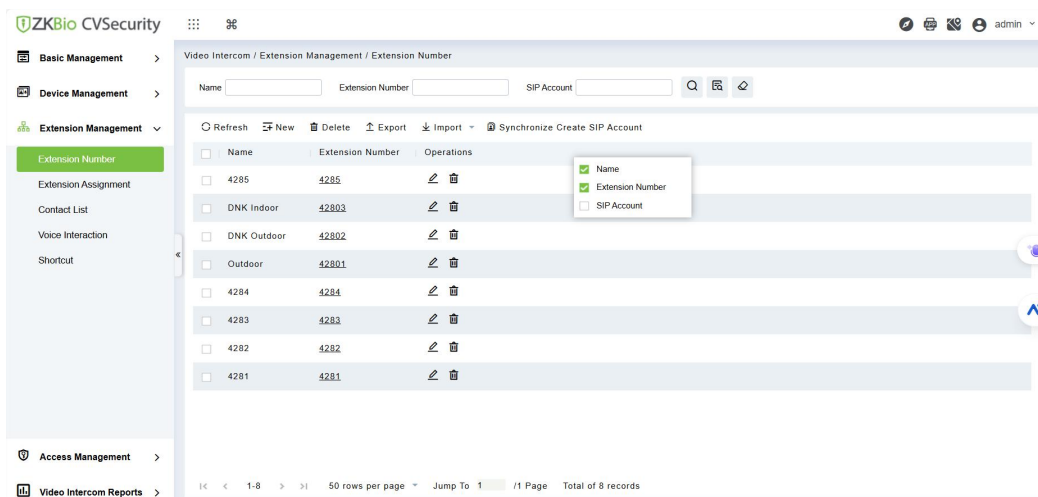 ZKBio CVSecurity
admin
Basic Management
Device Management
Extension Management
Extension Number
Extension Assignment
Contact List
Voice Interaction
Shortcut
Access Management
Video Intercom Reports
Video Intercom / Extension Management / Extension Number
Name Extension Number SIP Account
Refresh New Delete Export Import Synchronize Create SIP Account
Name Extension Number Operations
4285 4285
DNK Indoor 42803
DNK Outdoor 42802
Outdoor 42801
4284 4284
4283 4283
4282 4282
4281 4281
Name
Extension Number
SIP Account
1-8 50 rows per page Jump To 1 /1 Page Total of 8 records